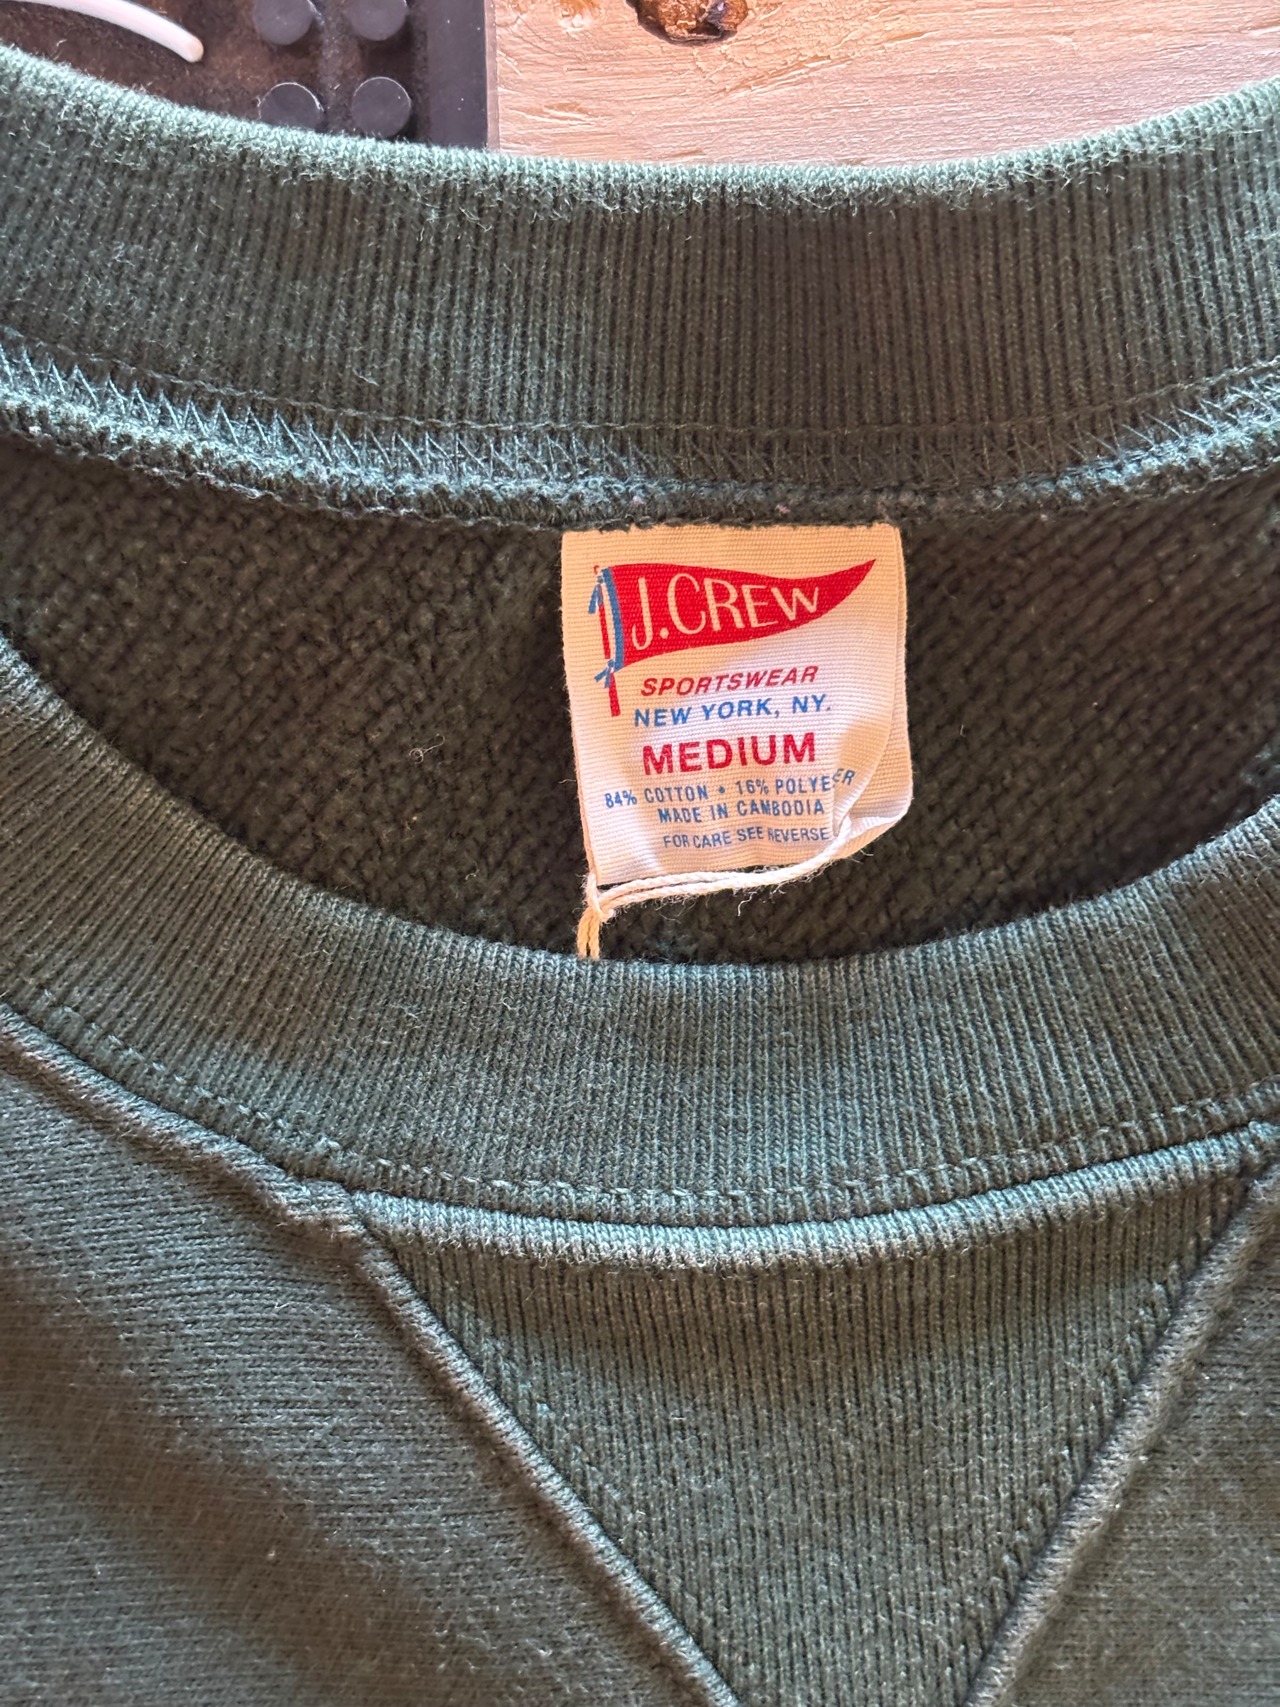 J.CREW
SPORTSWEAR
NEW YORK, NY.
MEDIUM
84% COTTON • 16% POLYESTER
MADE IN CAMBODIA
FOR CARE SEE REVERSE